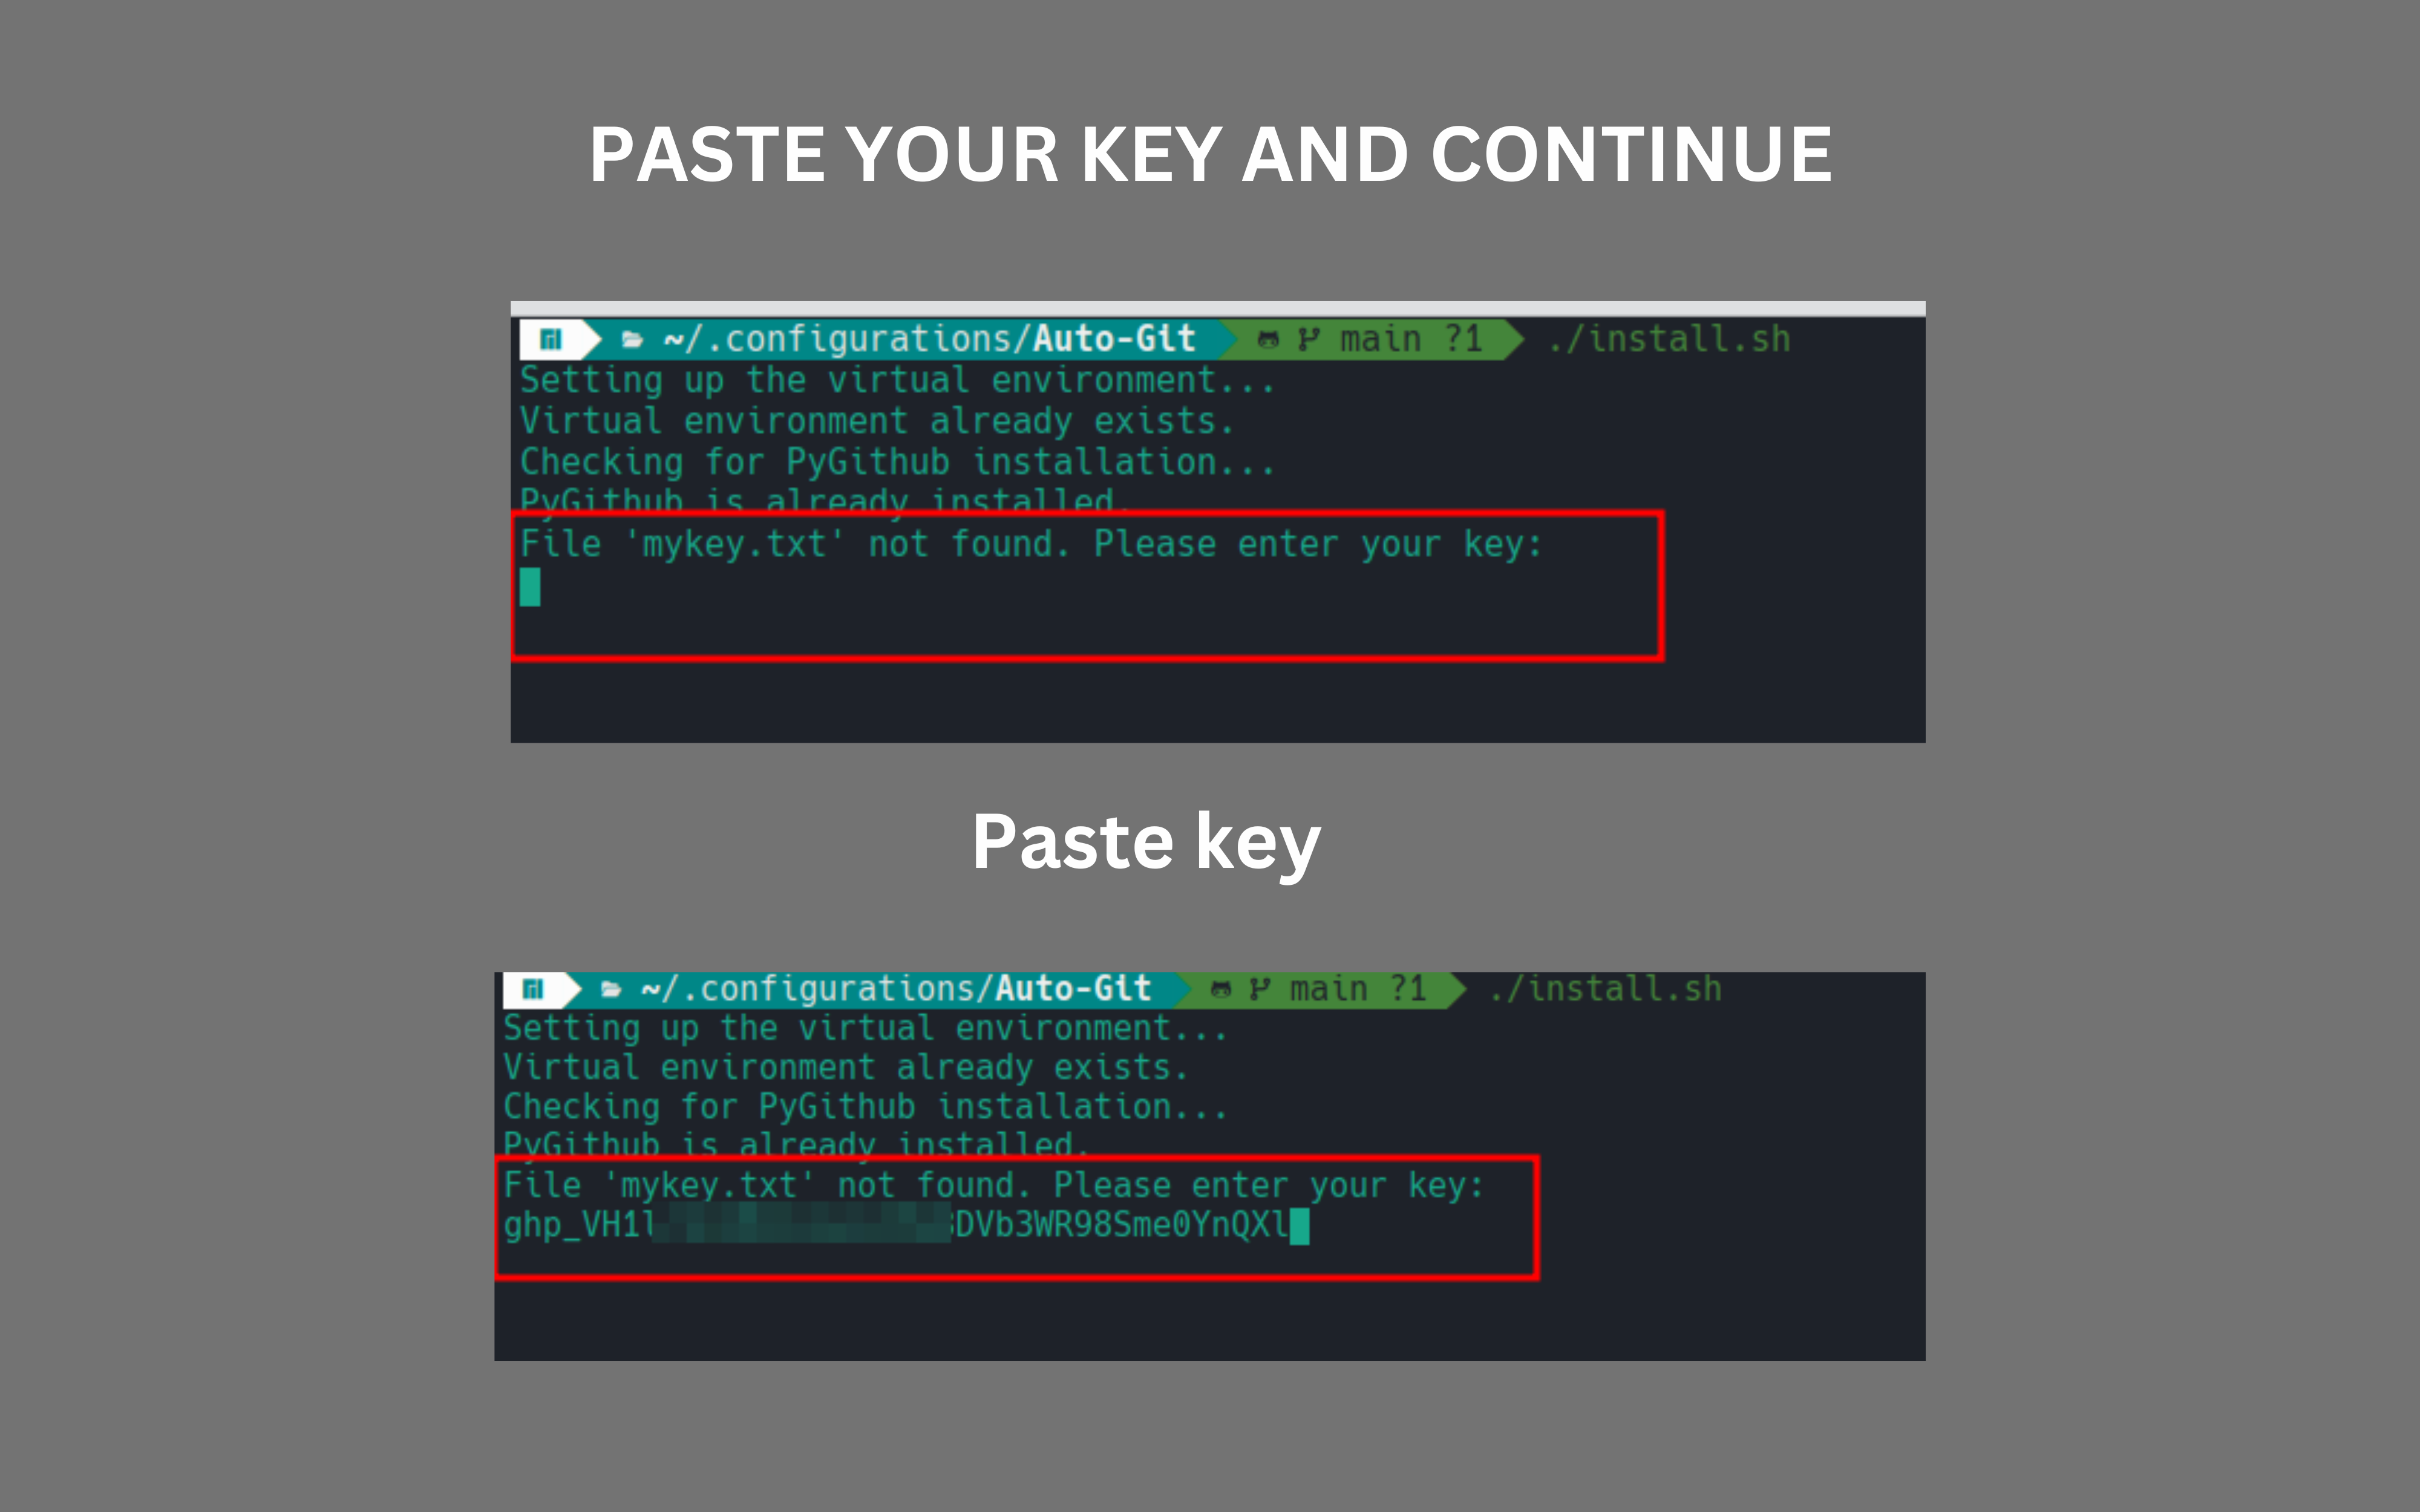 PASTE YOUR KEY AND CONTINUE
~/.configurations/Auto-Git main ?1 ./install.sh
Setting up the virtual environment...
Virtual environment already exists.
Checking for PyGithub installation...
PyGithub is already installed.
File 'mykey.txt' not found. Please enter your key:
Paste key
~/.configurations/Auto-Git main ?1 ./install.sh
Setting up the virtual environment...
Virtual environment already exists.
Checking for PyGithub installation...
PyGithub is already installed.
File 'mykey.txt' not found. Please enter your key:
ghp_VH1l DVb3WR98Sme0YnQXl